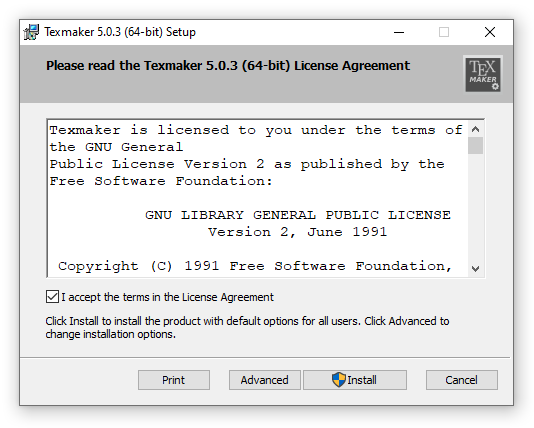 Texmaker 5.0.3 (64-bit) Setup
Please read the Texmaker 5.0.3 (64-bit) License Agreement
TEX
MAKER
Texmaker is licensed to you under the terms of
the GNU General
Public License Version 2 as published by the
Free Software Foundation:
GNU LIBRARY GENERAL PUBLIC LICENSE
Version 2, June 1991
Copyright (C) 1991 Free Software Foundation,
I accept the terms in the License Agreement
Click Install to install the product with default options for all users. Click Advanced to
change installation options.
Print Advanced Install Cancel